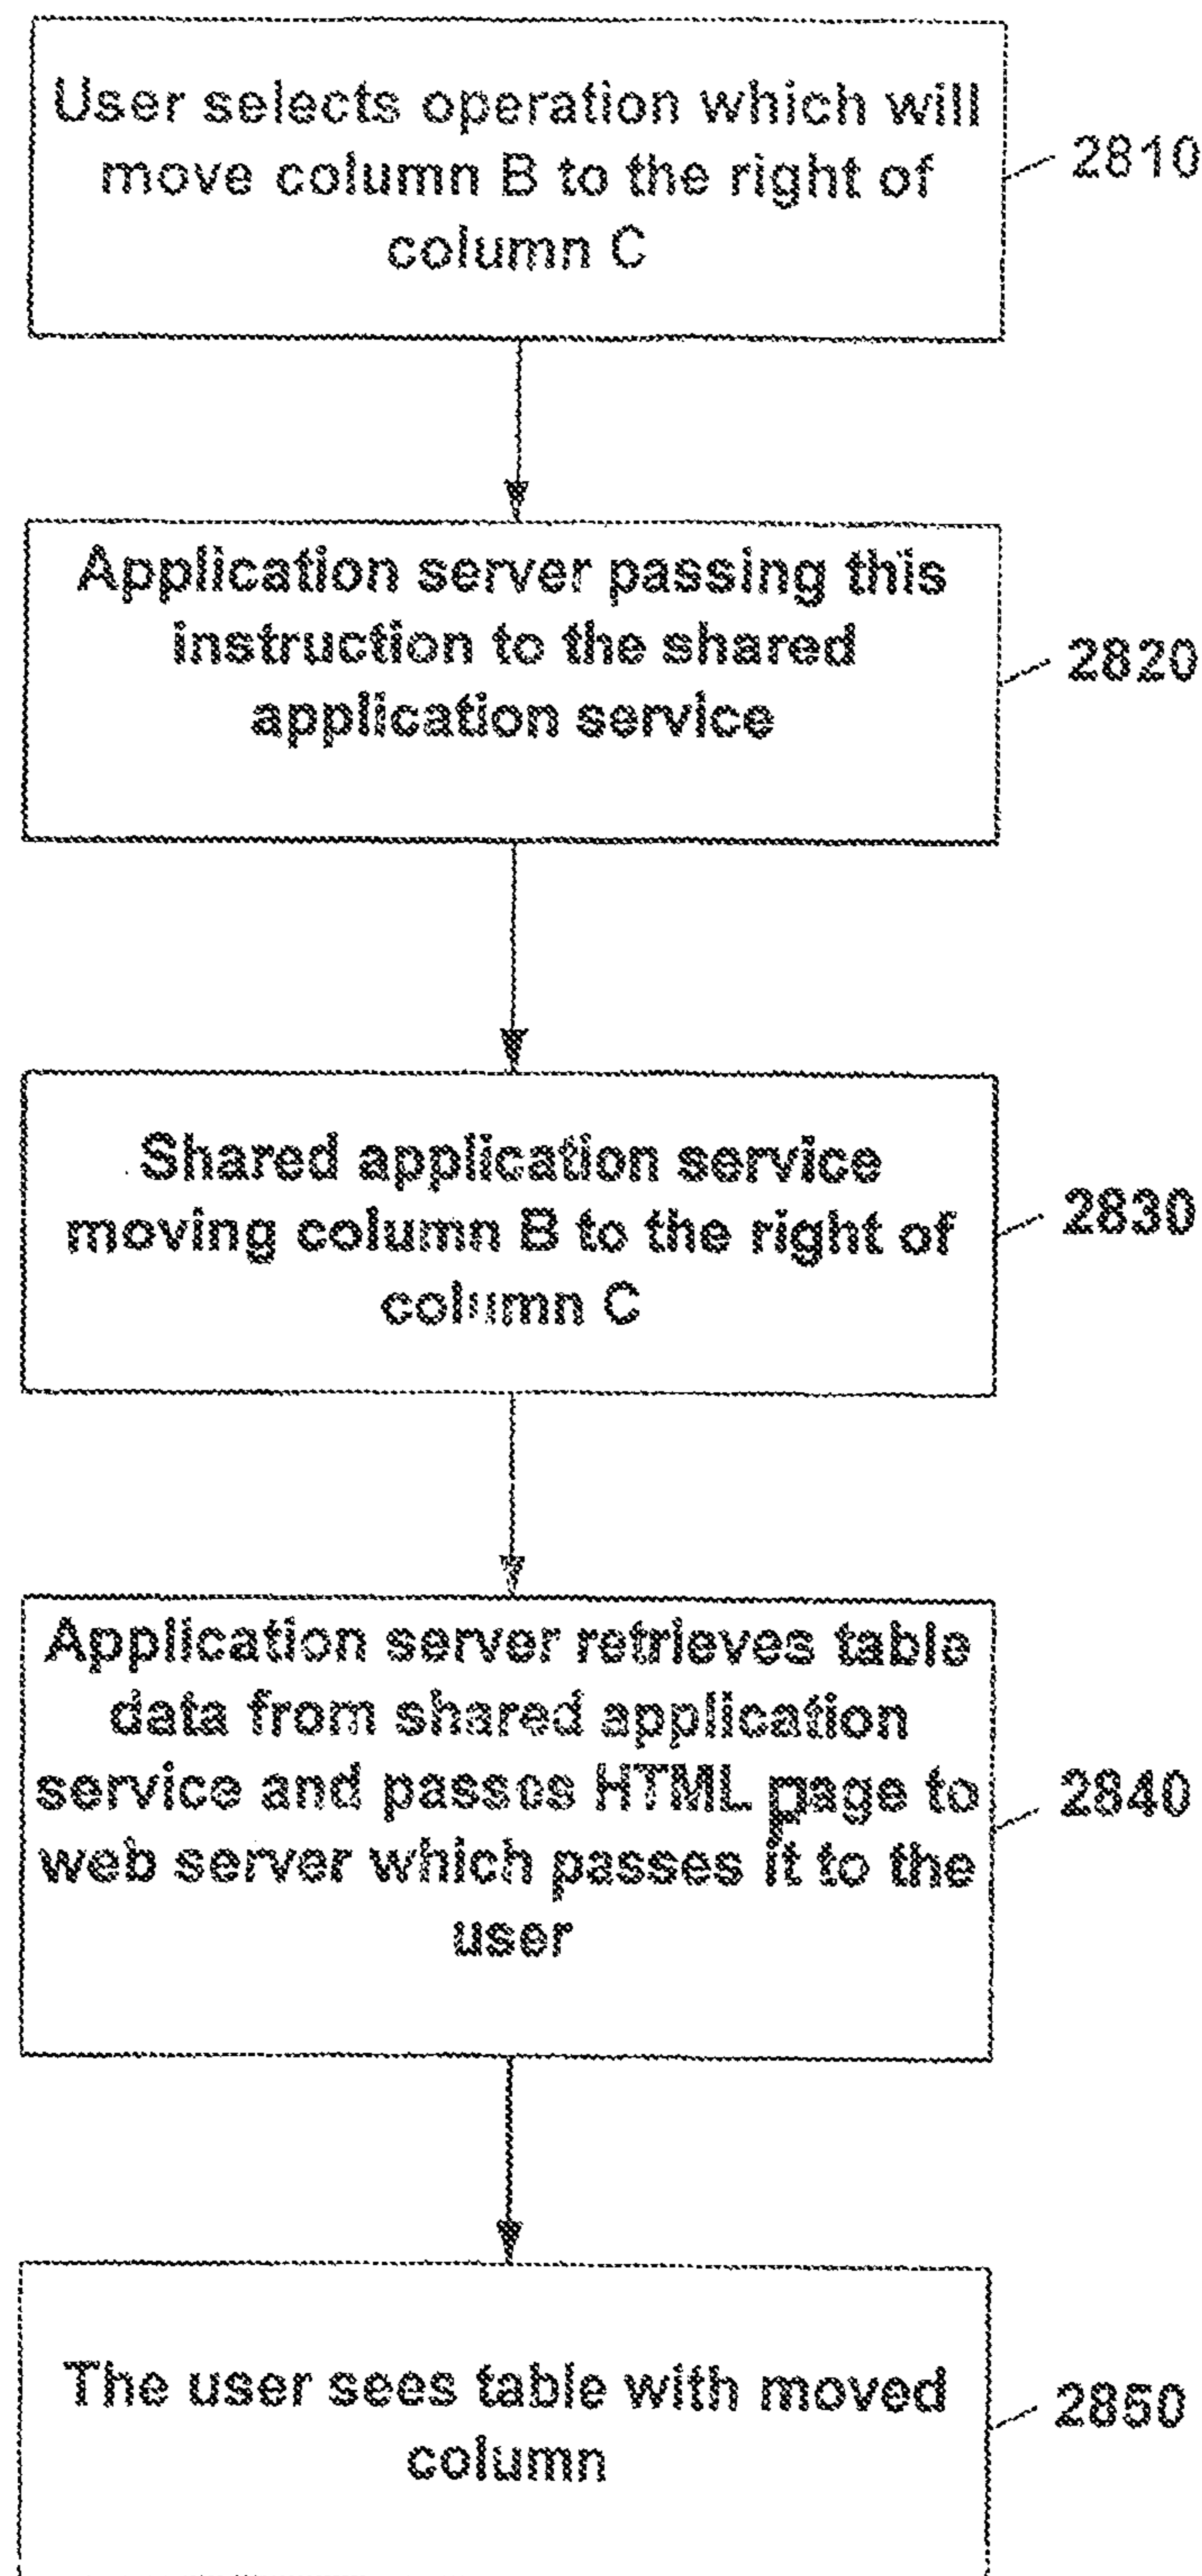 User selects operation which will
move column B to the right of
column C
2810
Application server passing this
instruction to the shared
application service
2820
Shared application service
moving column B to the right of
column C
2830
Application server retrieves table
data from shared application
service and passes HTML page to
web server which passes it to the
user
2840
The user sees table with moved
column
2850